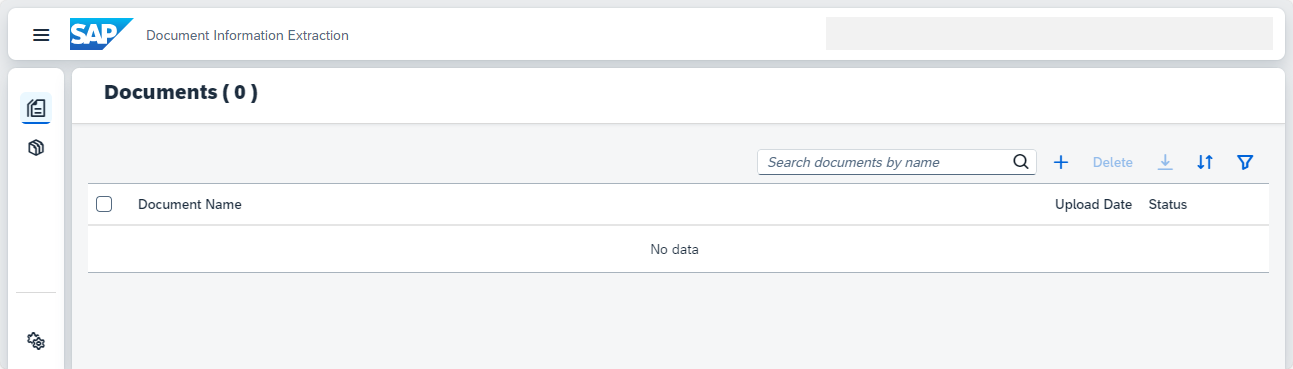 SAP Document Information Extraction
Documents ( 0 )
Search documents by name
Delete
Document Name Upload Date Status
No data